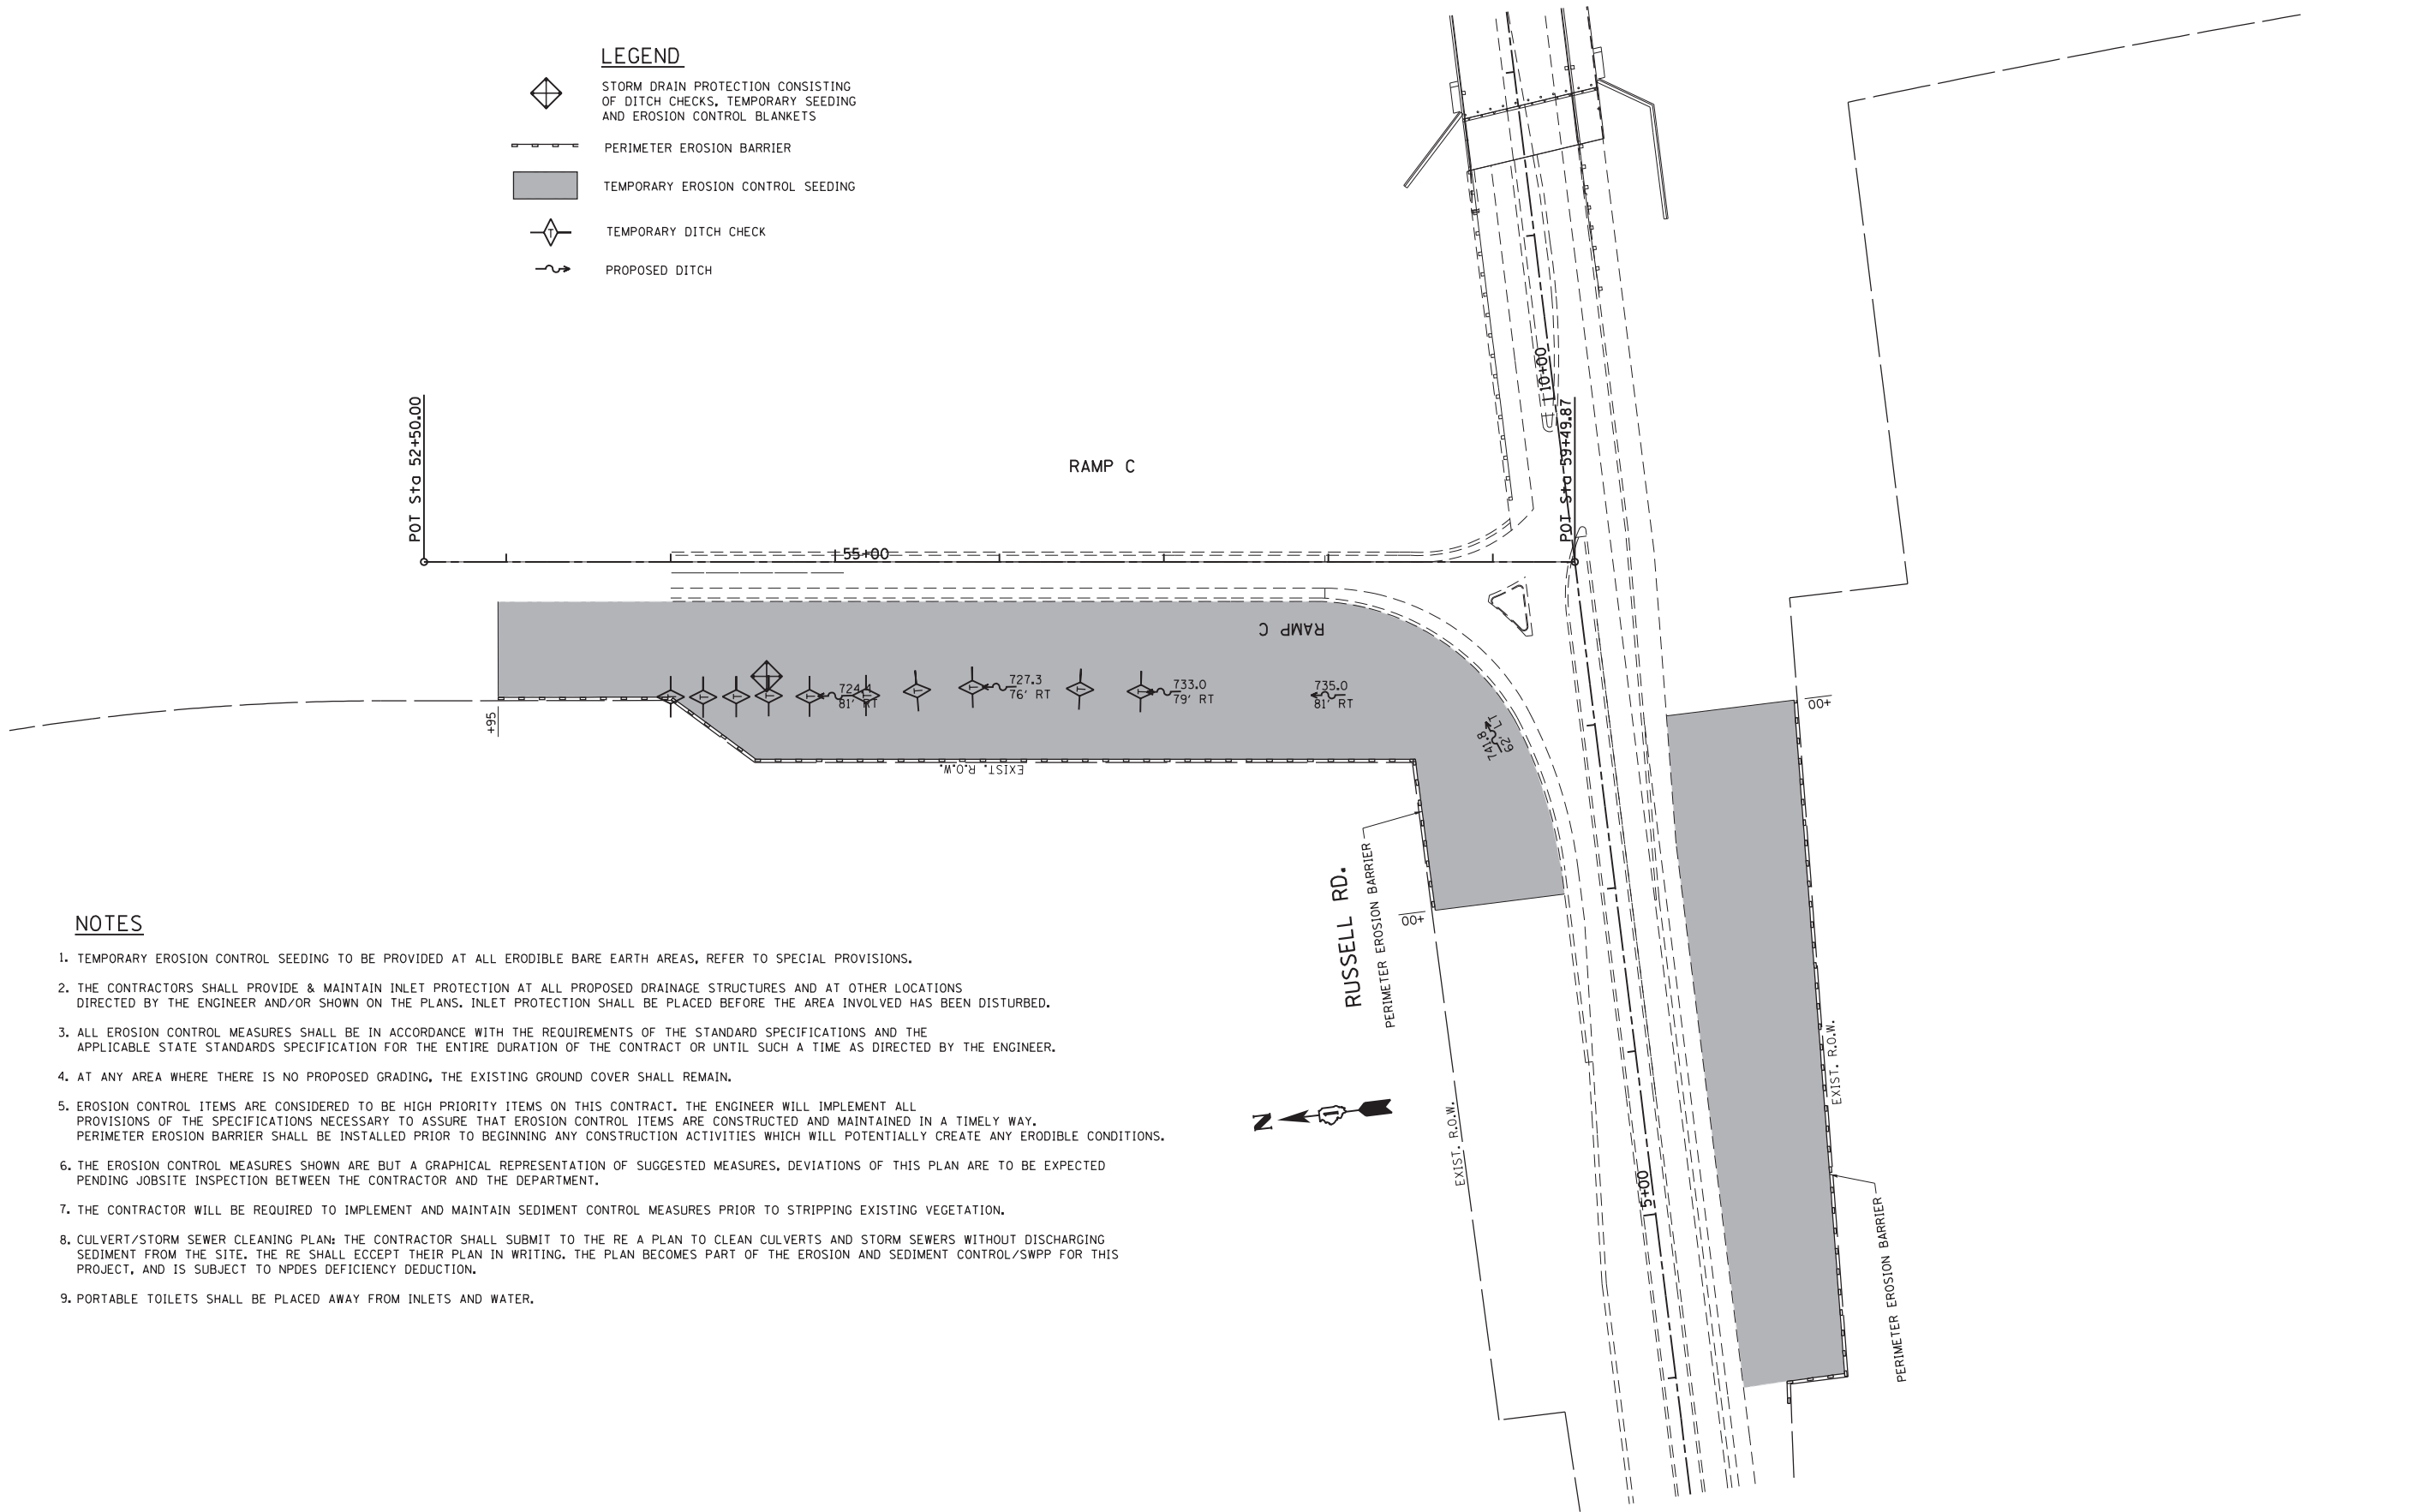 LEGEND
STORM DRAIN PROTECTION CONSISTING
OF DITCH CHECKS, TEMPORARY SEEDING
AND EROSION CONTROL BLANKETS
PERIMETER EROSION BARRIER
TEMPORARY EROSION CONTROL SEEDING
T
TEMPORARY DITCH CHECK
PROPOSED DITCH
POT Sta 52+50.00
RAMP C
10+00
POT Sta 59+49.87
55+00
RAMP C
T
T
T
T
T
724.4
81' RT
T
T
T
727.3
76' RT
T
T
733.0
79' RT
735.0
81' RT
741.8
62' LT
+95
EXIST. R.O.W.
+00
+00
RUSSELL RD.
PERIMETER EROSION BARRIER
EXIST. R.O.W.
EXIST. R.O.W.
5+00
PERIMETER EROSION BARRIER
N
NOTES
1. TEMPORARY EROSION CONTROL SEEDING TO BE PROVIDED AT ALL ERODIBLE BARE EARTH AREAS, REFER TO SPECIAL PROVISIONS.
2. THE CONTRACTORS SHALL PROVIDE & MAINTAIN INLET PROTECTION AT ALL PROPOSED DRAINAGE STRUCTURES AND AT OTHER LOCATIONS
DIRECTED BY THE ENGINEER AND/OR SHOWN ON THE PLANS. INLET PROTECTION SHALL BE PLACED BEFORE THE AREA INVOLVED HAS BEEN DISTURBED.
3. ALL EROSION CONTROL MEASURES SHALL BE IN ACCORDANCE WITH THE REQUIREMENTS OF THE STANDARD SPECIFICATIONS AND THE
APPLICABLE STATE STANDARDS SPECIFICATION FOR THE ENTIRE DURATION OF THE CONTRACT OR UNTIL SUCH A TIME AS DIRECTED BY THE ENGINEER.
4. AT ANY AREA WHERE THERE IS NO PROPOSED GRADING, THE EXISTING GROUND COVER SHALL REMAIN.
5. EROSION CONTROL ITEMS ARE CONSIDERED TO BE HIGH PRIORITY ITEMS ON THIS CONTRACT. THE ENGINEER WILL IMPLEMENT ALL
PROVISIONS OF THE SPECIFICATIONS NECESSARY TO ASSURE THAT EROSION CONTROL ITEMS ARE CONSTRUCTED AND MAINTAINED IN A TIMELY WAY.
PERIMETER EROSION BARRIER SHALL BE INSTALLED PRIOR TO BEGINNING ANY CONSTRUCTION ACTIVITIES WHICH WILL POTENTIALLY CREATE ANY ERODIBLE CONDITIONS.
6. THE EROSION CONTROL MEASURES SHOWN ARE BUT A GRAPHICAL REPRESENTATION OF SUGGESTED MEASURES, DEVIATIONS OF THIS PLAN ARE TO BE EXPECTED
PENDING JOBSITE INSPECTION BETWEEN THE CONTRACTOR AND THE DEPARTMENT.
7. THE CONTRACTOR WILL BE REQUIRED TO IMPLEMENT AND MAINTAIN SEDIMENT CONTROL MEASURES PRIOR TO STRIPPING EXISTING VEGETATION.
8. CULVERT/STORM SEWER CLEANING PLAN: THE CONTRACTOR SHALL SUBMIT TO THE RE A PLAN TO CLEAN CULVERTS AND STORM SEWERS WITHOUT DISCHARGING
SEDIMENT FROM THE SITE. THE RE SHALL ECCEPT THEIR PLAN IN WRITING. THE PLAN BECOMES PART OF THE EROSION AND SEDIMENT CONTROL/SWPP FOR THIS
PROJECT, AND IS SUBJECT TO NPDES DEFICIENCY DEDUCTION.
9. PORTABLE TOILETS SHALL BE PLACED AWAY FROM INLETS AND WATER.